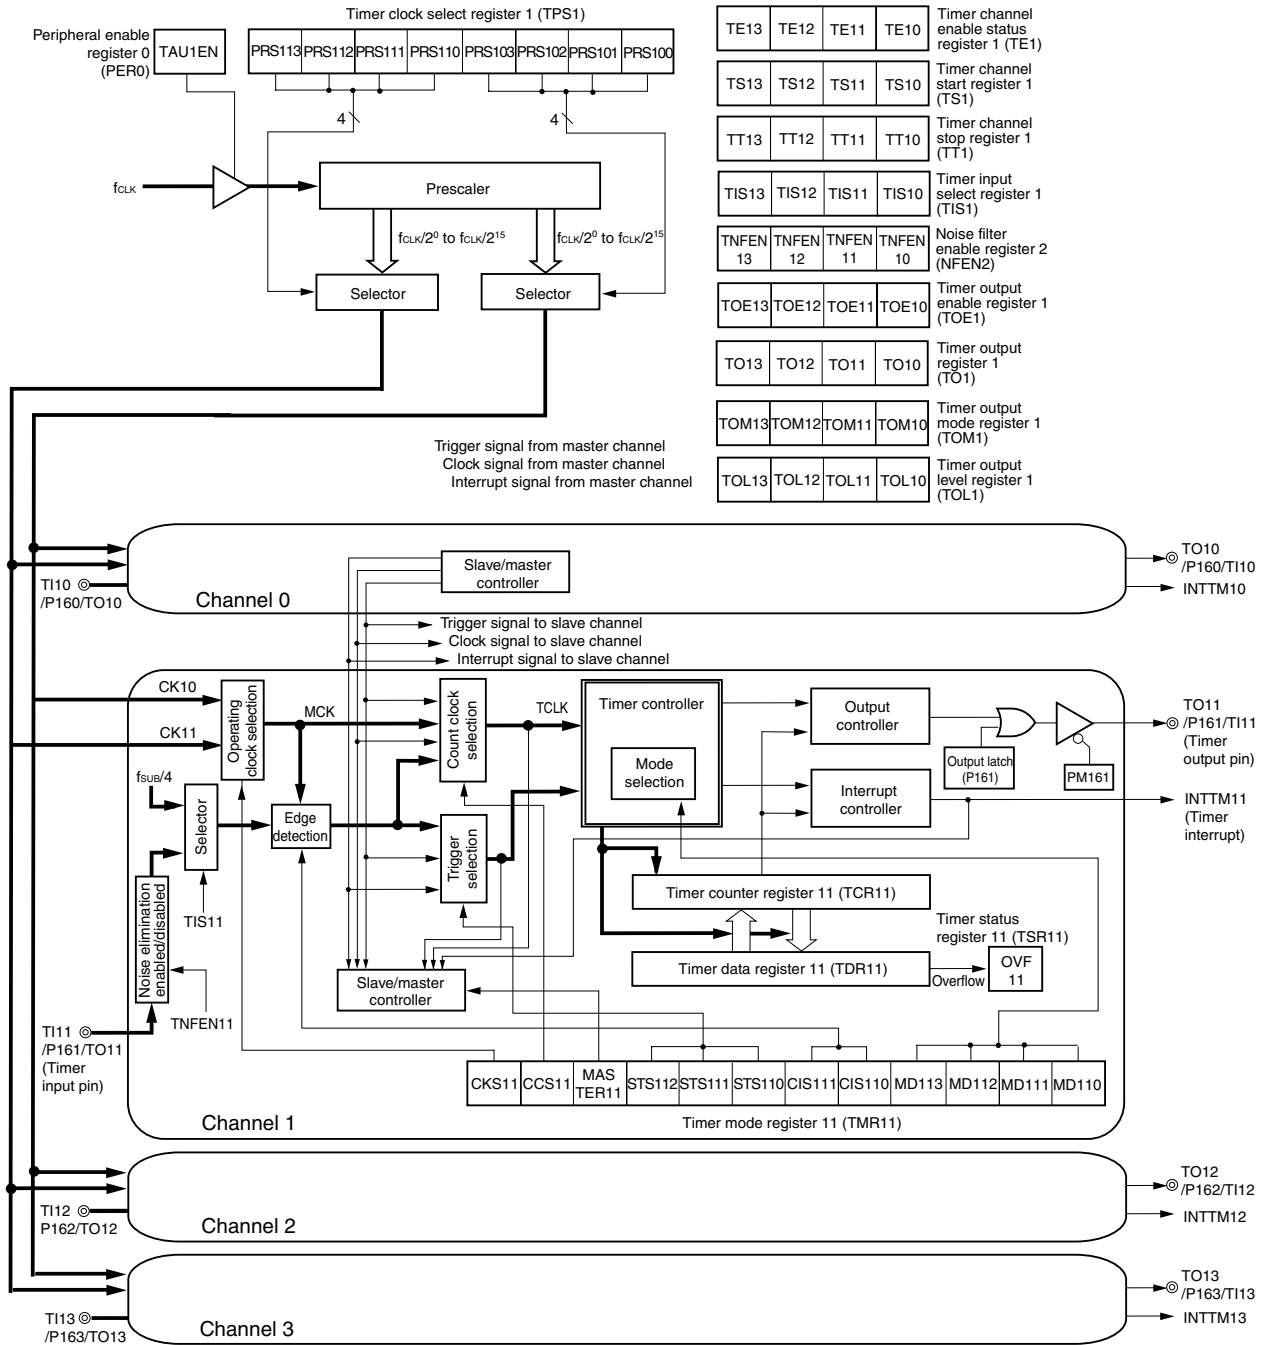 Timer clock select register 1 (TPS1)
Peripheral enable
register 0
(PER0)
TAU1EN
PRS113 PRS112 PRS111 PRS110 PRS103 PRS102 PRS101 PRS100
4
4
fCLK
Prescaler
fCLK/2⁰ to fCLK/2¹⁵
fCLK/2⁰ to fCLK/2¹⁵
Selector
Selector
TE13 TE12 TE11 TE10
Timer channel
enable status
register 1 (TE1)
TS13 TS12 TS11 TS10
Timer channel
start register 1
(TS1)
TT13 TT12 TT11 TT10
Timer channel
stop register 1
(TT1)
TIS13 TIS12 TIS11 TIS10
Timer input
select register 1
(TIS1)
TNFEN TNFEN TNFEN TNFEN
13 12 11 10
Noise filter
enable register 2
(NFEN2)
TOE13 TOE12 TOE11 TOE10
Timer output
enable register 1
(TOE1)
TO13 TO12 TO11 TO10
Timer output
register 1
(TO1)
TOM13 TOM12 TOM11 TOM10
Timer output
mode register 1
(TOM1)
TOL13 TOL12 TOL11 TOL10
Timer output
level register 1
(TOL1)
Trigger signal from master channel
Clock signal from master channel
Interrupt signal from master channel
TI10
/P160/TO10
Channel 0
Slave/master
controller
TO10
/P160/TI10
INTTM10
Trigger signal to slave channel
Clock signal to slave channel
Interrupt signal to slave channel
CK10
CK11
Operating
clock selection
MCK
Count clock
selection
TCLK
Timer controller
Mode
selection
Output
controller
Output latch
(P161)
PM161
TO11
/P161/TI11
(Timer
output pin)
Interrupt
controller
INTTM11
(Timer
interrupt)
fSUB/4
Selector
Edge
detection
Trigger
selection
TIS11
Noise elimination
enabled/disabled
TNFEN11
TI11
/P161/TO11
(Timer
input pin)
Timer counter register 11 (TCR11)
Timer status
register 11 (TSR11)
Timer data register 11 (TDR11)
Overflow
OVF
11
Slave/master
controller
CKS11 CCS11 MAS
TER11 STS112 STS111 STS110 CIS111 CIS110 MD113 MD112 MD111 MD110
Timer mode register 11 (TMR11)
Channel 1
TI12
P162/TO12
Channel 2
TO12
/P162/TI12
INTTM12
TI13
/P163/TO13
Channel 3
TO13
/P163/TI13
INTTM13